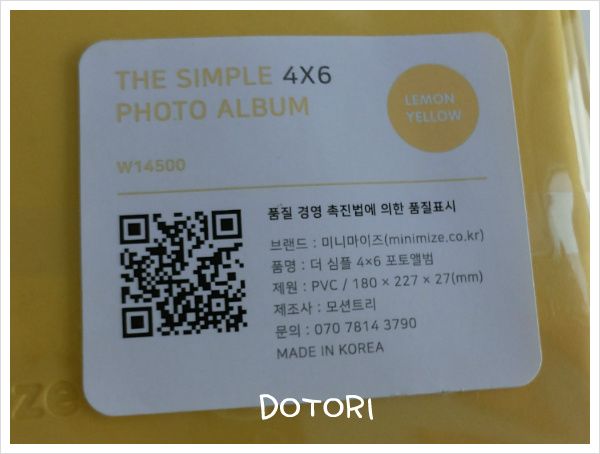 THE SIMPLE 4X6
PHOTO ALBUM
LEMON
YELLOW
W14500
품질 경영 촉진법에 의한 품질표시
브랜드 : 미니마이즈(minimize.co.kr)
품명 : 더 심플 4×6 포토앨범
제원 : PVC / 180 × 227 × 27(mm)
제조사 : 모션트리
문의 : 070 7814 3790
MADE IN KOREA
ze
DOTORI